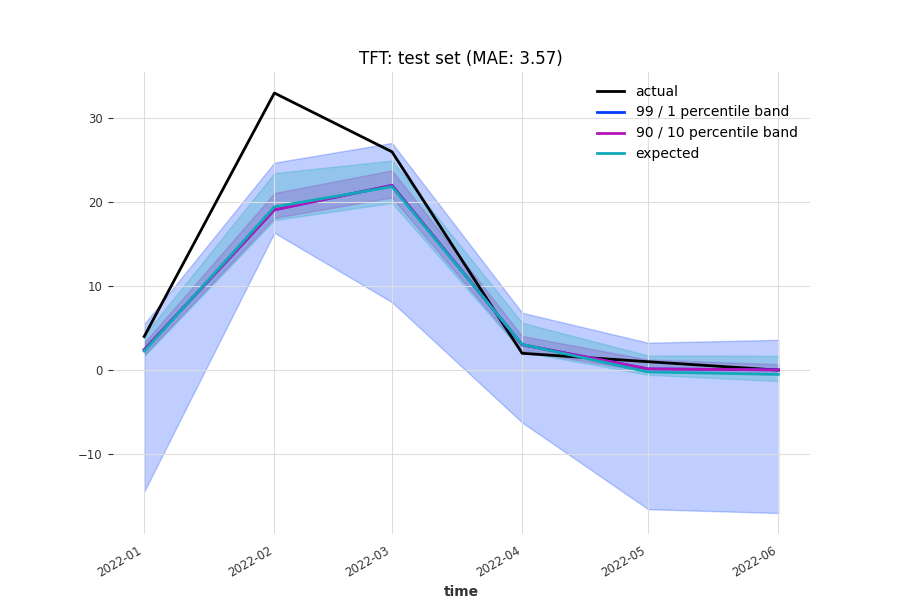 TFT: test set (MAE: 3.57)
actual
99 / 1 percentile band
90 / 10 percentile band
expected
30
20
10
0
−10
2022-01
2022-02
2022-03
2022-04
2022-05
2022-06
time